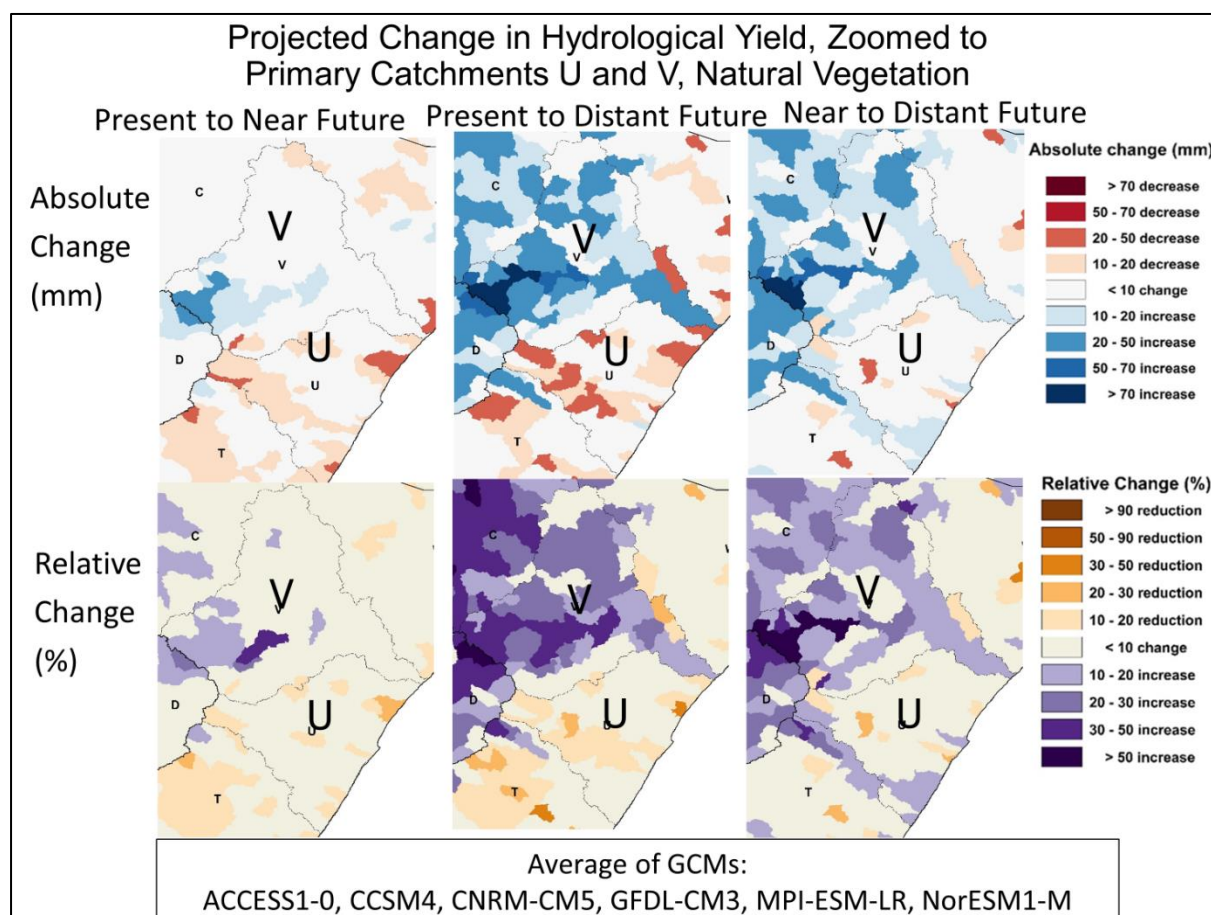 Projected Change in Hydrological Yield, Zoomed to
Primary Catchments U and V, Natural Vegetation
Present to Near Future
Present to Distant Future
Near to Distant Future
Absolute
Change
(mm)
C
V
V
U
U
D
T
C
V
V
W
U
U
D
T
C
V
V
U
U
D
T
Absolute change (mm)
> 70 decrease
50 - 70 decrease
20 - 50 decrease
10 - 20 decrease
< 10 change
10 - 20 increase
20 - 50 increase
50 - 70 increase
> 70 increase
Relative
Change
(%)
C
V
V
U
U
D
T
C
V
V
U
U
D
T
C
V
V
U
U
D
T
Relative Change (%)
> 90 reduction
50 - 90 reduction
30 - 50 reduction
20 - 30 reduction
10 - 20 reduction
< 10 change
10 - 20 increase
20 - 30 increase
30 - 50 increase
> 50 increase
Average of GCMs:
ACCESS1-0, CCSM4, CNRM-CM5, GFDL-CM3, MPI-ESM-LR, NorESM1-M